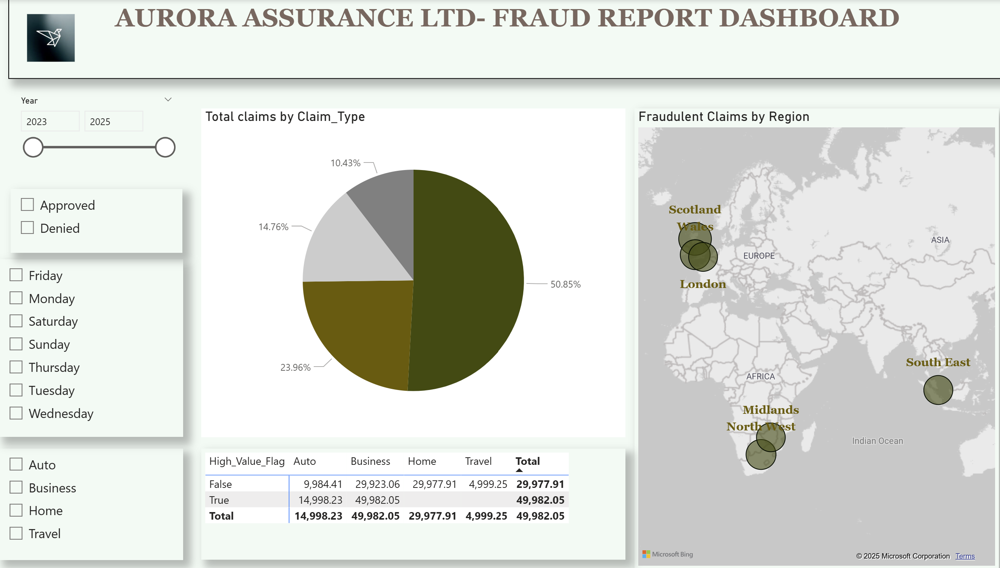 AURORA ASSURANCE LTD- FRAUD REPORT DASHBOARD
Year
2023 2025
Approved
Denied
Friday
Monday
Saturday
Sunday
Thursday
Tuesday
Wednesday
Auto
Business
Home
Travel
Total claims by Claim_Type
10.43%
14.76%
50.85%
23.96%
High_Value_Flag Auto Business Home Travel Total
False 9,984.41 29,923.06 29,977.91 4,999.25 29,977.91
True 14,998.23 49,982.05 49,982.05
Total 14,998.23 49,982.05 29,977.91 4,999.25 49,982.05
Fraudulent Claims by Region
Scotland
Wales
ASIA
EUROPE
London
South East
AFRICA
Midlands
North West
Indian Ocean
Microsoft Bing
© 2025 Microsoft Corporation Terms